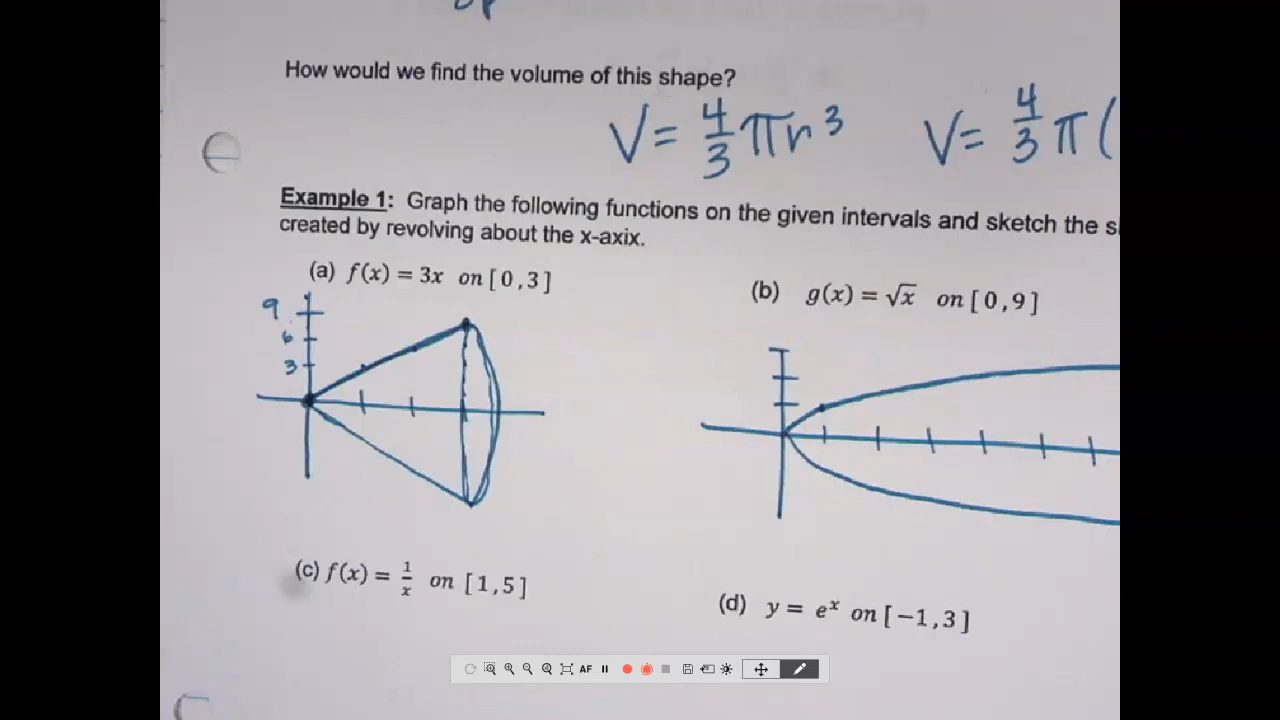 How would we find the volume of this shape?
V = 4/3 πr³ V = 4/3 π (
Example 1: Graph the following functions on the given intervals and sketch the s
created by revolving about the x-axix.
(a) f(x) = 3x on [0,3]
(b) g(x) = √x on [0,9]
9
6
3
(c) f(x) = 1/x on [1,5]
(d) y = eˣ on [−1,3]
AF